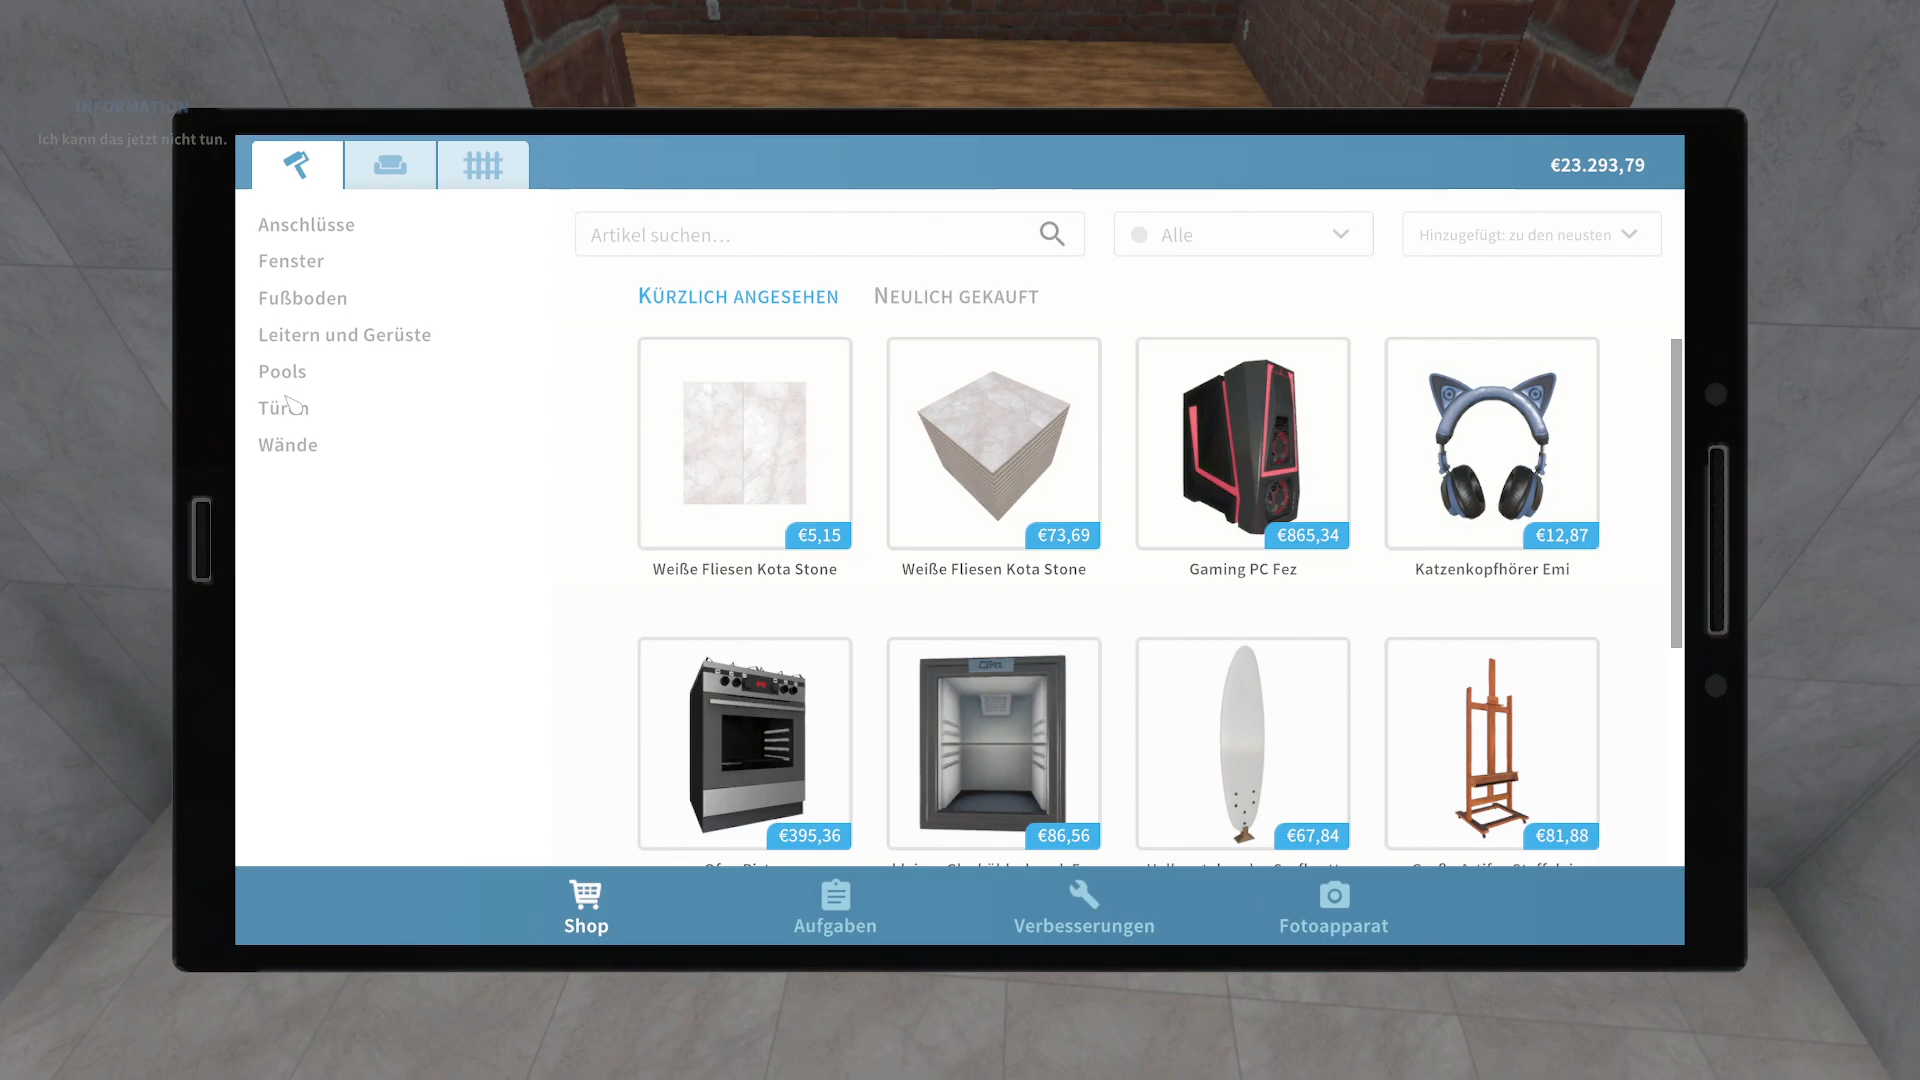 INFORMATION
Ich kann das jetzt nicht tun.
€23.293,79
Anschlüsse
Fenster
Fußboden
Leitern und Gerüste
Pools
Türen
Wände
Artikel suchen...
Alle
Hinzugefügt: zu den neusten
KÜRZLICH ANGESEHEN
NEULICH GEKAUFT
€5,15
€73,69
€865,34
€12,87
Weiße Fliesen Kota Stone
Weiße Fliesen Kota Stone
Gaming PC Fez
Katzenkopfhörer Emi
€395,36
€86,56
€67,84
€81,88
Shop
Aufgaben
Verbesserungen
Fotoapparat